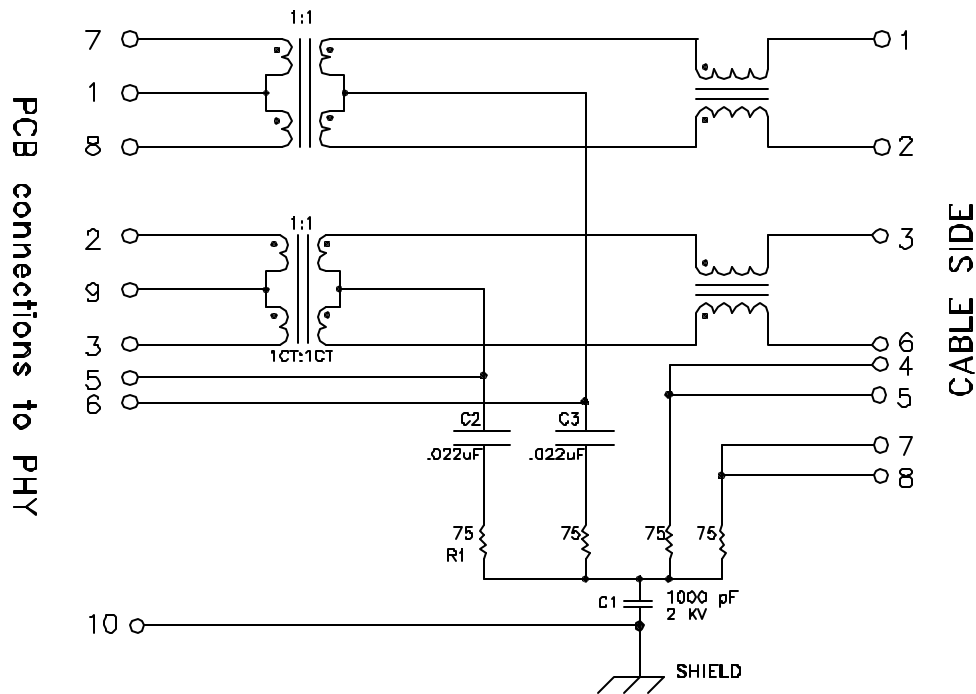 1:1
7
1
8
1
2
PCB connections to PHY
1:1
2
9
3
1CT:1CT
5
6
3
6
4
5
7
8
CABLE SIDE
C2
.022uF
C3
.022uF
75
R1
75
75
75
C1
1000 pF
2 KV
10
SHIELD